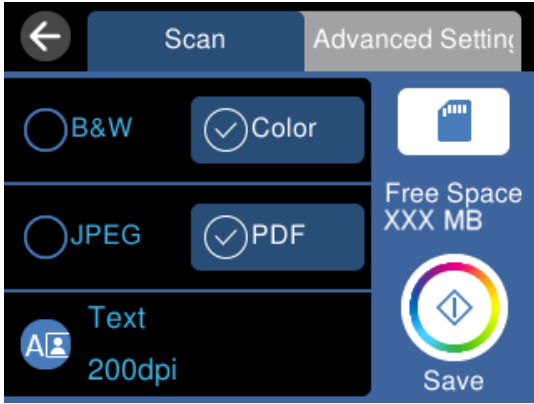 Scan
Advanced Setting
B&W
Color
JPEG
PDF
Free Space
XXX MB
A
Text
200dpi
Save